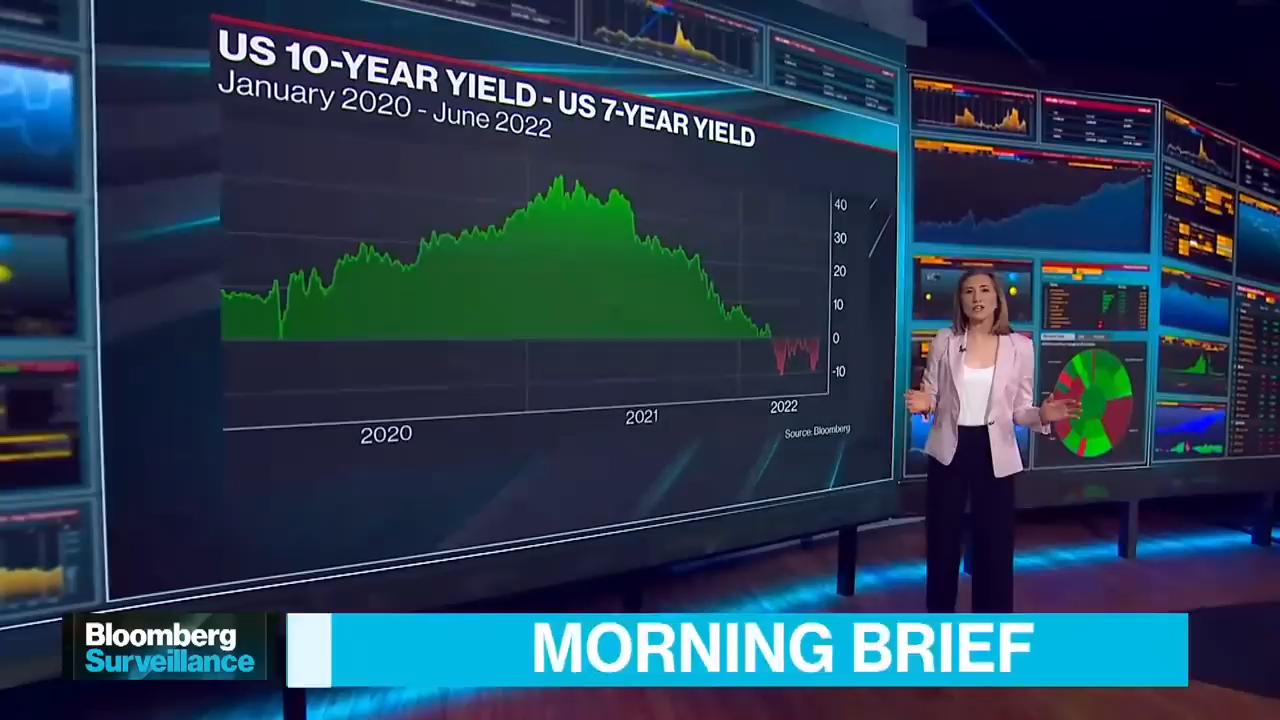 US 10-YEAR YIELD - US 7-YEAR YIELD
January 2020 - June 2022
40
30
20
10
0
-10
2020
2021
2022
Source: Bloomberg
Bloomberg
Surveillance
MORNING BRIEF